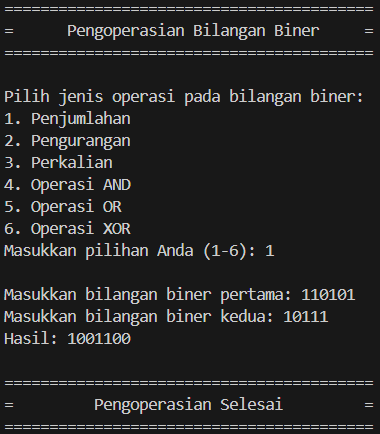 =========================================
=      Pengoperasian Bilangan Biner     =
=========================================

Pilih jenis operasi pada bilangan biner:
1. Penjumlahan
2. Pengurangan
3. Perkalian
4. Operasi AND
5. Operasi OR
6. Operasi XOR
Masukkan pilihan Anda (1-6): 1

Masukkan bilangan biner pertama: 110101
Masukkan bilangan biner kedua: 10111
Hasil: 1001100

=========================================
=         Pengoperasian Selesai         =
=========================================